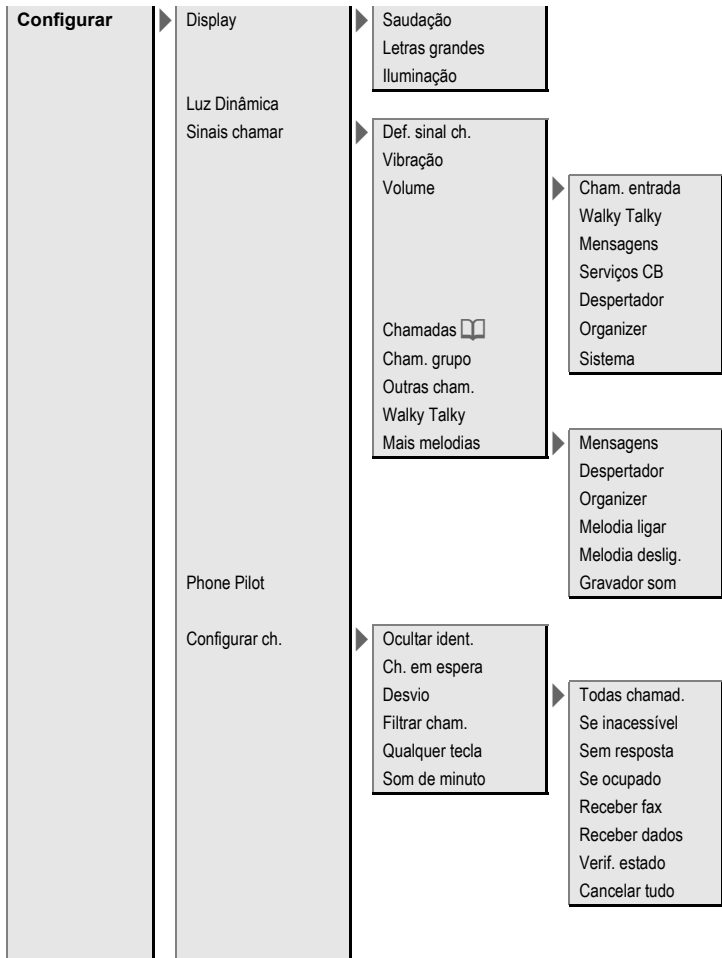 Configurar
Display
Saudação
Letras grandes
Iluminação
Luz Dinâmica
Sinais chamar
Def. sinal ch.
Vibração
Volume
Cham. entrada
Walky Talky
Mensagens
Serviços CB
Despertador
Organizer
Sistema
Chamadas
Cham. grupo
Outras cham.
Walky Talky
Mais melodias
Mensagens
Despertador
Organizer
Melodia ligar
Melodia deslig.
Gravador som
Phone Pilot
Configurar ch.
Ocultar ident.
Ch. em espera
Desvio
Todas chamad.
Se inacessível
Sem resposta
Se ocupado
Receber fax
Receber dados
Verif. estado
Cancelar tudo
Filtrar cham.
Qualquer tecla
Som de minuto